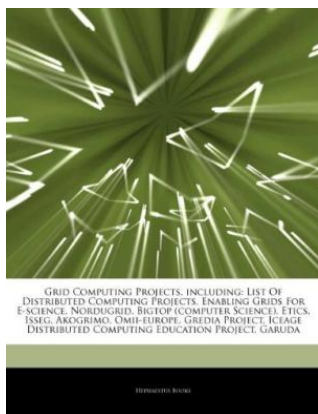 Grid Computing Projects, including: List Of
Distributed Computing Projects, Enabling Grids For
E-science, Nordugrid, Bigtop (computer Science), Etics,
Isseg, Akogrimo, Omii-europe, Gredia Project, Iceage
Distributed Computing Education Project, Garuda
Hephaestus Books